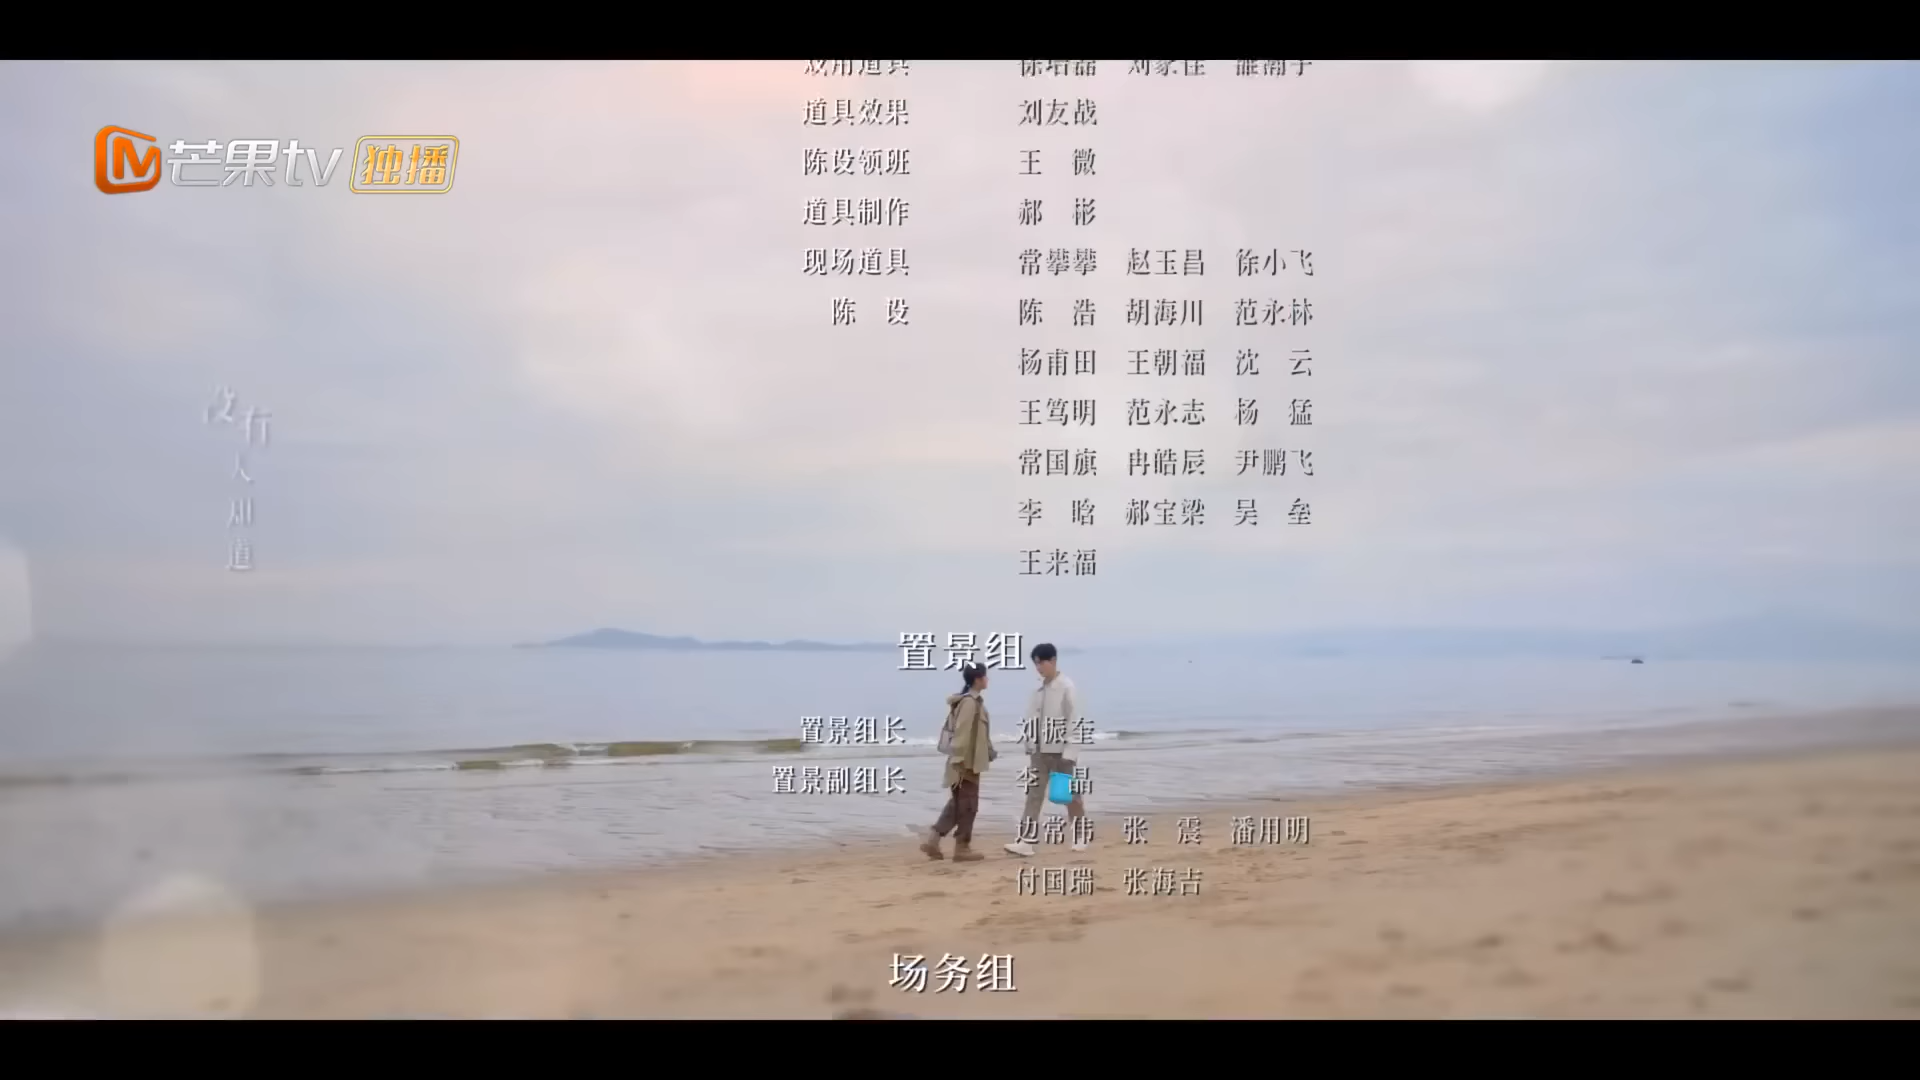 芒果tv 独播
道具效果 刘友战
陈设领班 王 微
道具制作 郝 彬
现场道具 常攀攀 赵玉昌 徐小飞
陈 设 陈 浩 胡海川 范永林
杨甫田 王朝福 沈 云
王笃明 范永志 杨 猛
常国旗 冉皓辰 尹鹏飞
李 晗 郝宝梁 吴 垒
王来福
没有人知道
置景组
置景组长 刘振奎
置景副组长 李 晶
边常伟 张 震 潘用明
付国瑞 张海吉
场务组